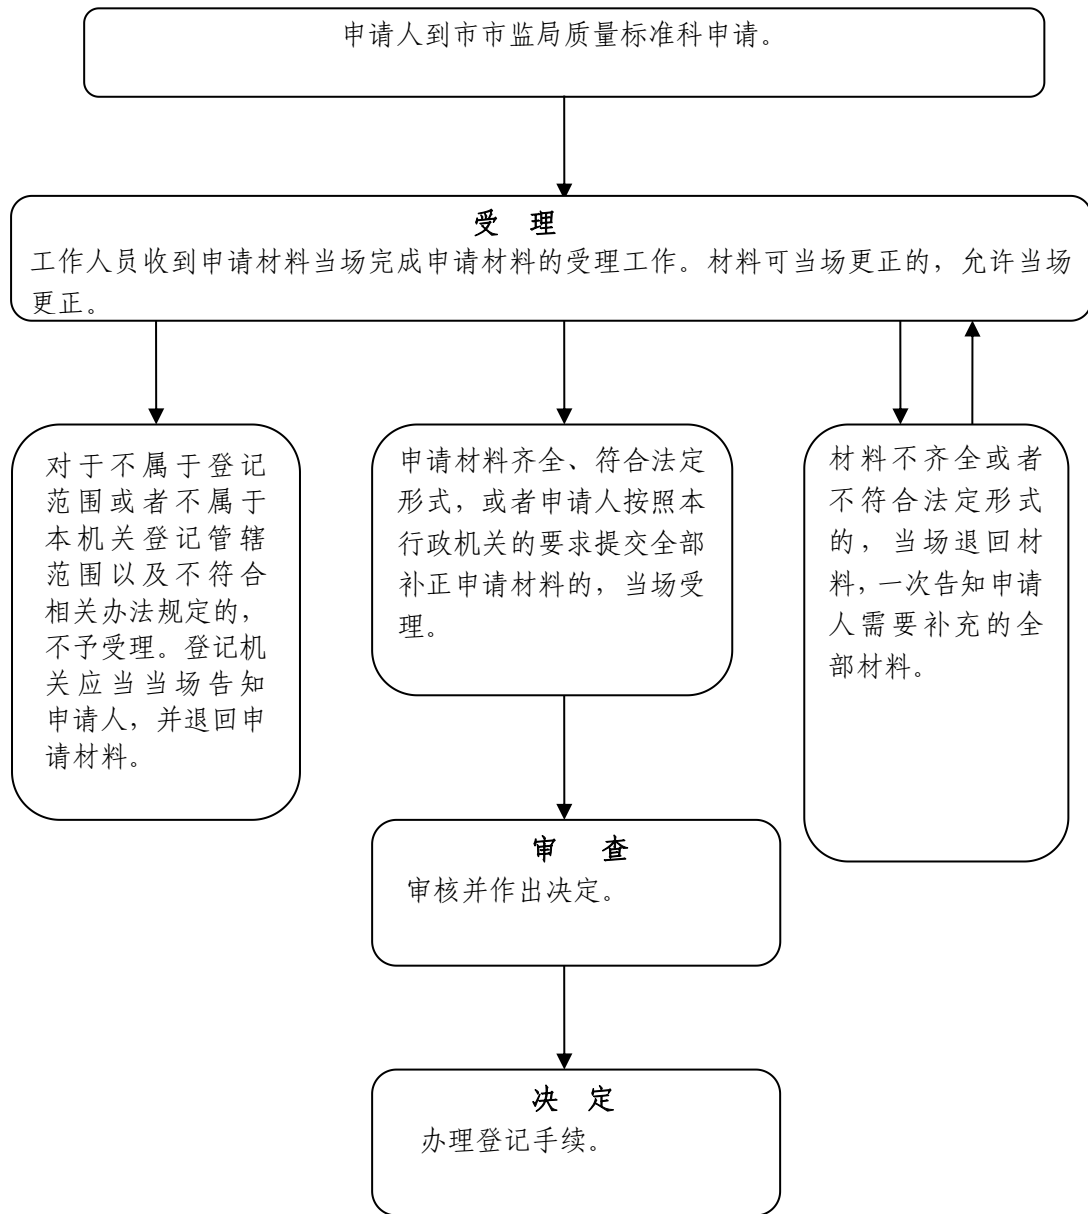 申请人到市市监局质量标准科申请。
受 理
工作人员收到申请材料当场完成申请材料的受理工作。材料可当场更正的，允许当场
更正。
对于不属于登记
范围或者不属于
本机关登记管辖
范围以及不符合
相关办法规定的，
不予受理。登记机
关应当当场告知
申请人，并退回申
请材料。
申请材料齐全、符合法定
形式，或者申请人按照本
行政机关的要求提交全部
补正申请材料的，当场受
理。
材料不齐全或者
不符合法定形式
的，当场退回材
料，一次告知申请
人需要补充的全
部材料。
审 查
审核并作出决定。
决 定
办理登记手续。